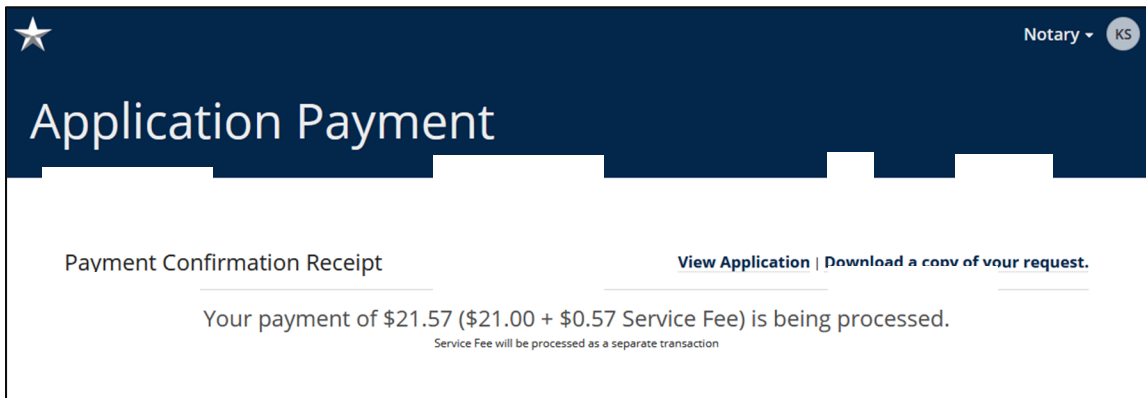 Notary KS
Application Payment
Payment Confirmation Receipt
View Application | Download a copy of your request.
Your payment of $21.57 ($21.00 + $0.57 Service Fee) is being processed.
Service Fee will be processed as a separate transaction